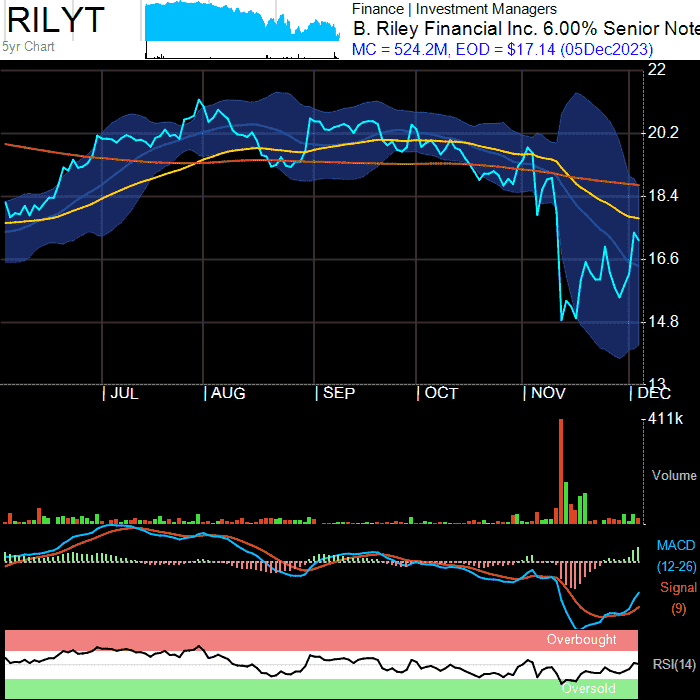 RILYT
5yr Chart
Finance | Investment Managers
B. Riley Financial Inc. 6.00% Senior Note
MC = 524.2M, EOD = $17.14 (05Dec2023)
22
20.2
18.4
16.6
14.8
13
| JUL | AUG | SEP | OCT | NOV | DEC
411k
Volume
MACD
(12-26)
Signal
(9)
Overbought
RSI(14)
Oversold